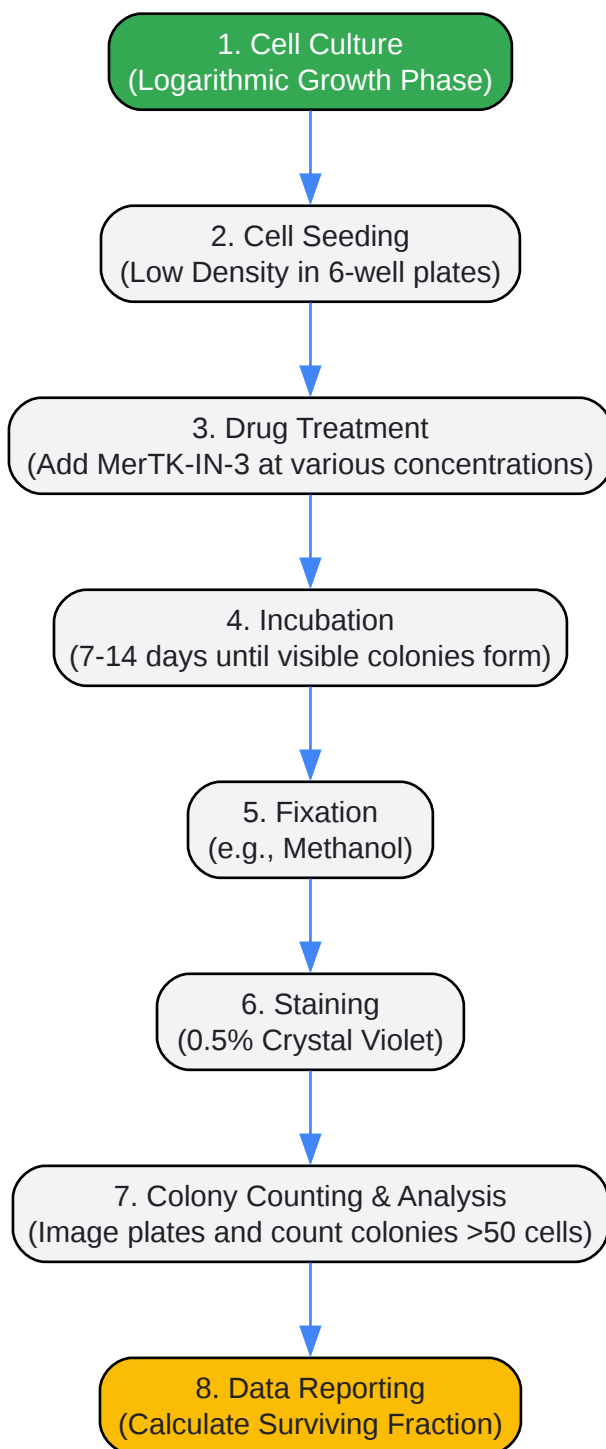 1. Cell Culture
(Logarithmic Growth Phase)
2. Cell Seeding
(Low Density in 6-well plates)
3. Drug Treatment
(Add MerTK-IN-3 at various concentrations)
4. Incubation
(7-14 days until visible colonies form)
5. Fixation
(e.g., Methanol)
6. Staining
(0.5% Crystal Violet)
7. Colony Counting & Analysis
(Image plates and count colonies >50 cells)
8. Data Reporting
(Calculate Surviving Fraction)